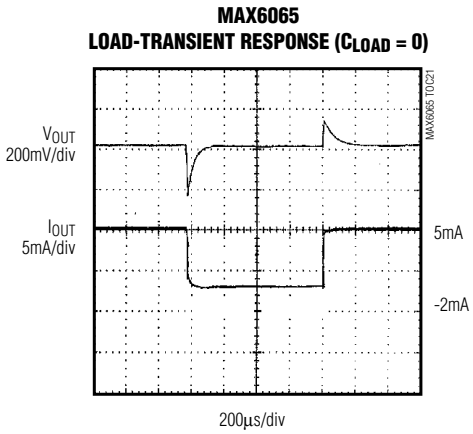 MAX6065
LOAD-TRANSIENT RESPONSE (CLOAD = 0)
MAX6065 TOC21
VOUT
200mV/div
IOUT
5mA/div
5mA
-2mA
200µs/div